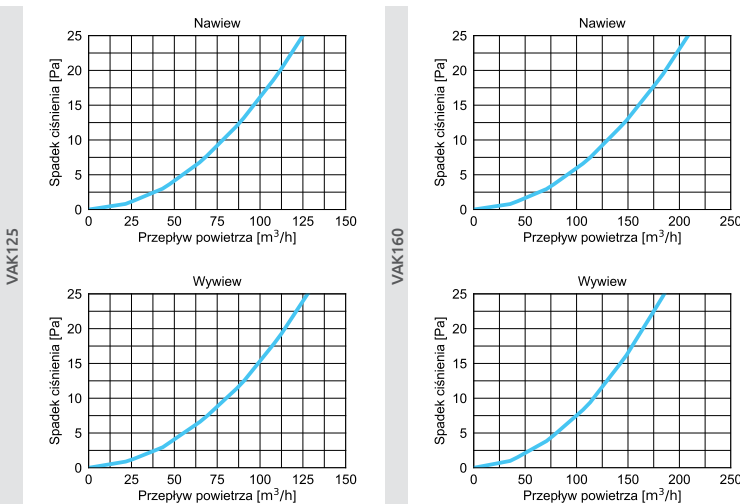 VAK125
Nawiew
Spadek ciśnienia [Pa]
25
20
15
10
5
0
0 25 50 75 100 125 150
Przepływ powietrza [m³/h]
Wywiew
Spadek ciśnienia [Pa]
25
20
15
10
5
0
0 25 50 75 100 125 150
Przepływ powietrza [m³/h]
VAK160
Nawiew
Spadek ciśnienia [Pa]
25
20
15
10
5
0
0 50 100 150 200 250
Przepływ powietrza [m³/h]
Wywiew
Spadek ciśnienia [Pa]
25
20
15
10
5
0
0 50 100 150 200 250
Przepływ powietrza [m³/h]